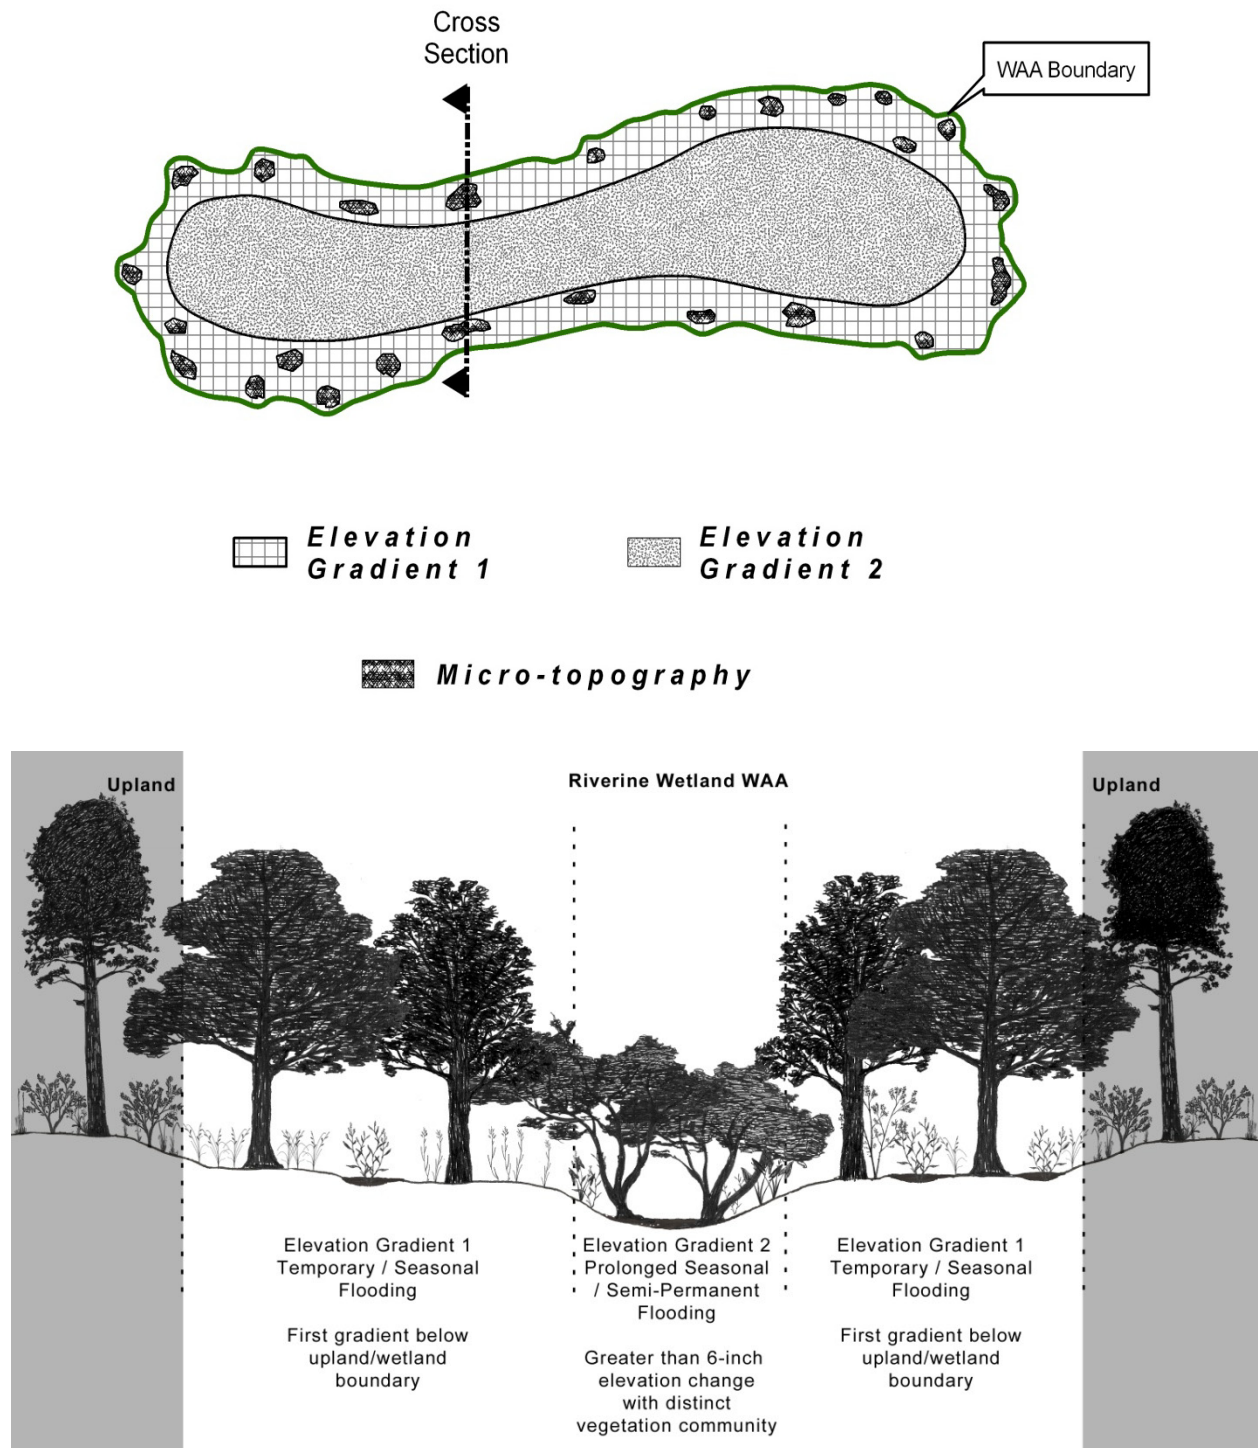 Cross
Section
WAA Boundary
Elevation
Gradient 1
Elevation
Gradient 2
Micro-topography
Upland
Riverine Wetland WAA
Upland
Elevation Gradient 1
Temporary / Seasonal
Flooding
First gradient below
upland/wetland
boundary
Elevation Gradient 2
Prolonged Seasonal
/ Semi-Permanent
Flooding
Greater than 6-inch
elevation change
with distinct
vegetation community
Elevation Gradient 1
Temporary / Seasonal
Flooding
First gradient below
upland/wetland
boundary